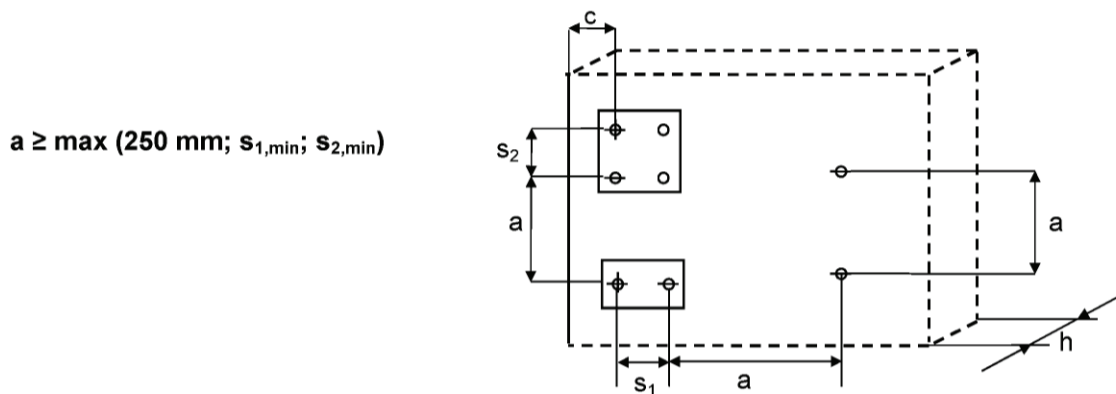 c
a ≥ max (250 mm; s1,min; s2,min)
s2
a
a
s1
a
h